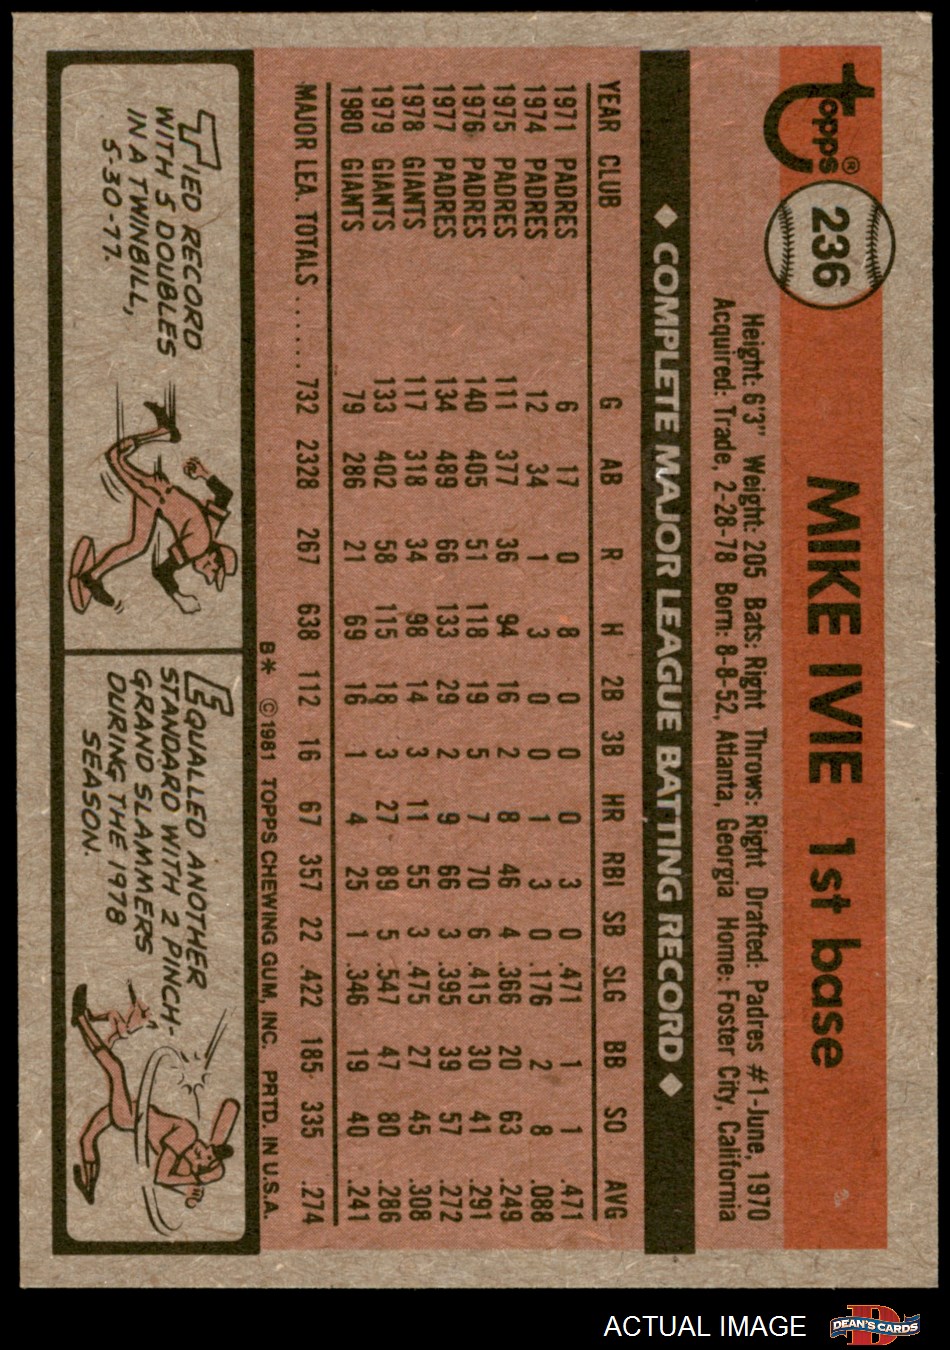 Topps®
236
MIKE IVIE 1st base
Height: 6'3" Weight: 205 Bats: Right Throws: Right Drafted: Padres #1-June, 1970
Acquired: Trade, 2-28-78 Born: 8-8-52, Atlanta, Georgia Home: Foster City, California
◆ COMPLETE MAJOR LEAGUE BATTING RECORD ◆
YEAR CLUB G AB R H 2B 3B HR RBI SB SLG BB SO AVG
1971 PADRES 6 17 0 8 0 0 0 3 0 .471 1 1 .471
1974 PADRES 12 34 1 3 0 0 1 3 0 .176 2 8 .088
1975 PADRES 111 377 36 94 16 2 8 46 4 .366 20 63 .249
1976 PADRES 140 405 51 118 19 5 7 70 6 .415 30 41 .291
1977 PADRES 134 489 66 133 29 2 9 66 3 .395 39 57 .272
1978 GIANTS 117 318 34 98 14 3 11 55 3 .475 27 45 .308
1979 GIANTS 133 402 58 115 18 3 27 89 5 .547 47 80 .286
1980 GIANTS 79 286 21 69 16 1 4 25 1 .346 19 40 .241
MAJOR LEA. TOTALS ...... 732 2328 267 638 112 16 67 357 22 .422 185 335 .274
B* ©1981 TOPPS CHEWING GUM, INC. PRTD. IN U.S.A.
TIED RECORD
WITH 5 DOUBLES
IN A TWINBILL,
5-30-77.
EQUALLED ANOTHER
STANDARD WITH 2 PINCH-
GRAND SLAMMERS
DURING THE 1978
SEASON.
ACTUAL IMAGE
D
DEAN'S CARDS